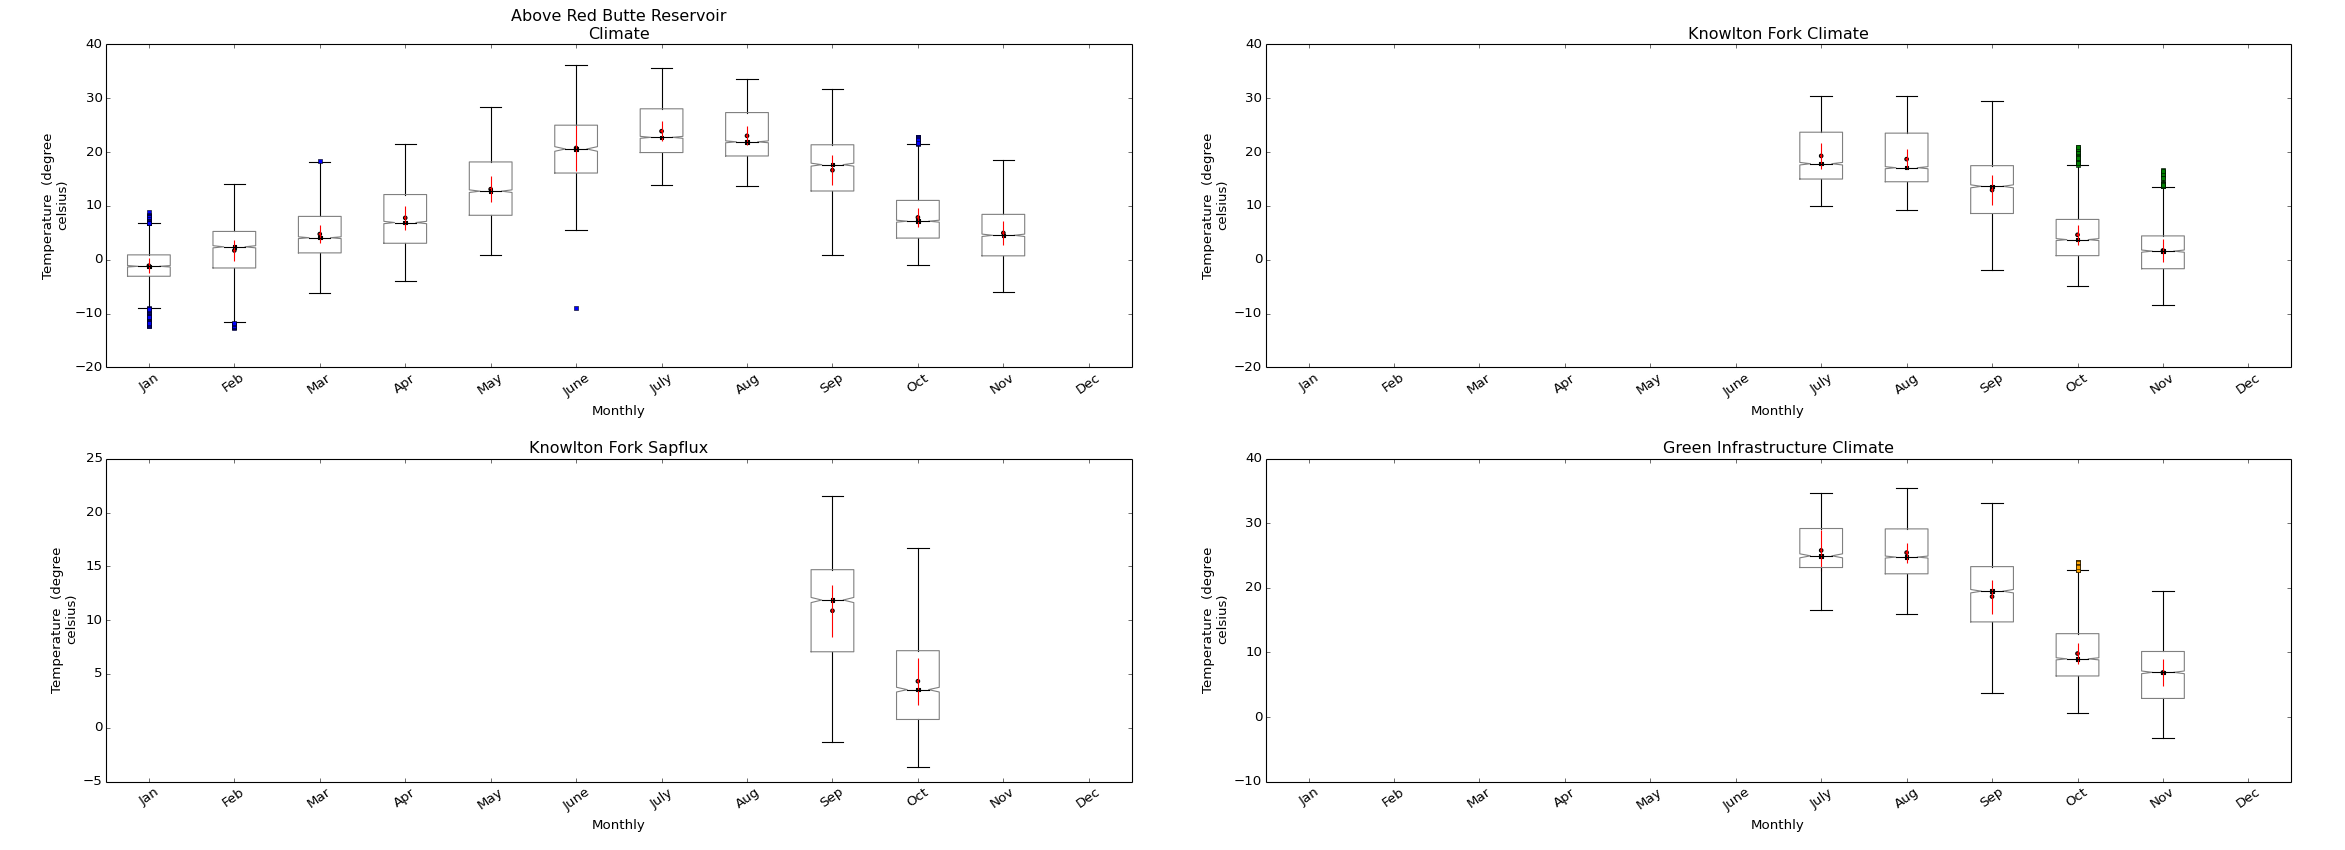 Above Red Butte Reservoir
Climate
40
30
20
10
0
−10
−20
Temperature (degree
celsius)
Jan
Feb
Mar
Apr
May
June
July
Aug
Sep
Oct
Nov
Dec
Monthly
Knowlton Fork Climate
40
30
20
10
0
−10
−20
Temperature (degree
celsius)
Jan
Feb
Mar
Apr
May
June
July
Aug
Sep
Oct
Nov
Dec
Monthly
Knowlton Fork Sapflux
25
20
15
10
5
0
−5
Temperature (degree
celsius)
Jan
Feb
Mar
Apr
May
June
July
Aug
Sep
Oct
Nov
Dec
Monthly
Green Infrastructure Climate
40
30
20
10
0
−10
Temperature (degree
celsius)
Jan
Feb
Mar
Apr
May
June
July
Aug
Sep
Oct
Nov
Dec
Monthly